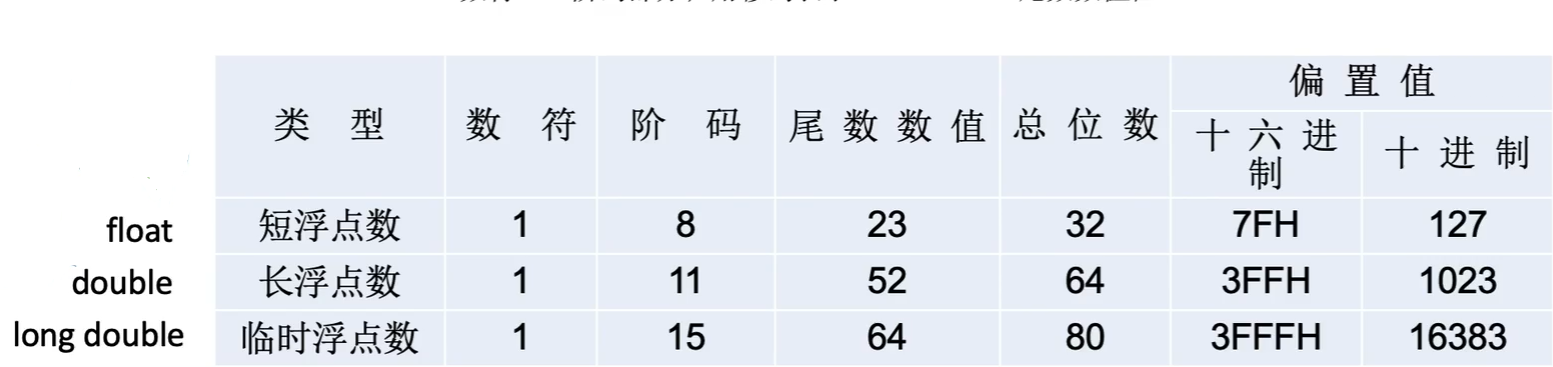 偏置值
类型 数符 阶码 尾数数值 总位数 十六进制 十进制
float 短浮点数 1 8 23 32 7FH 127
double 长浮点数 1 11 52 64 3FFH 1023
long double 临时浮点数 1 15 64 80 3FFFH 16383